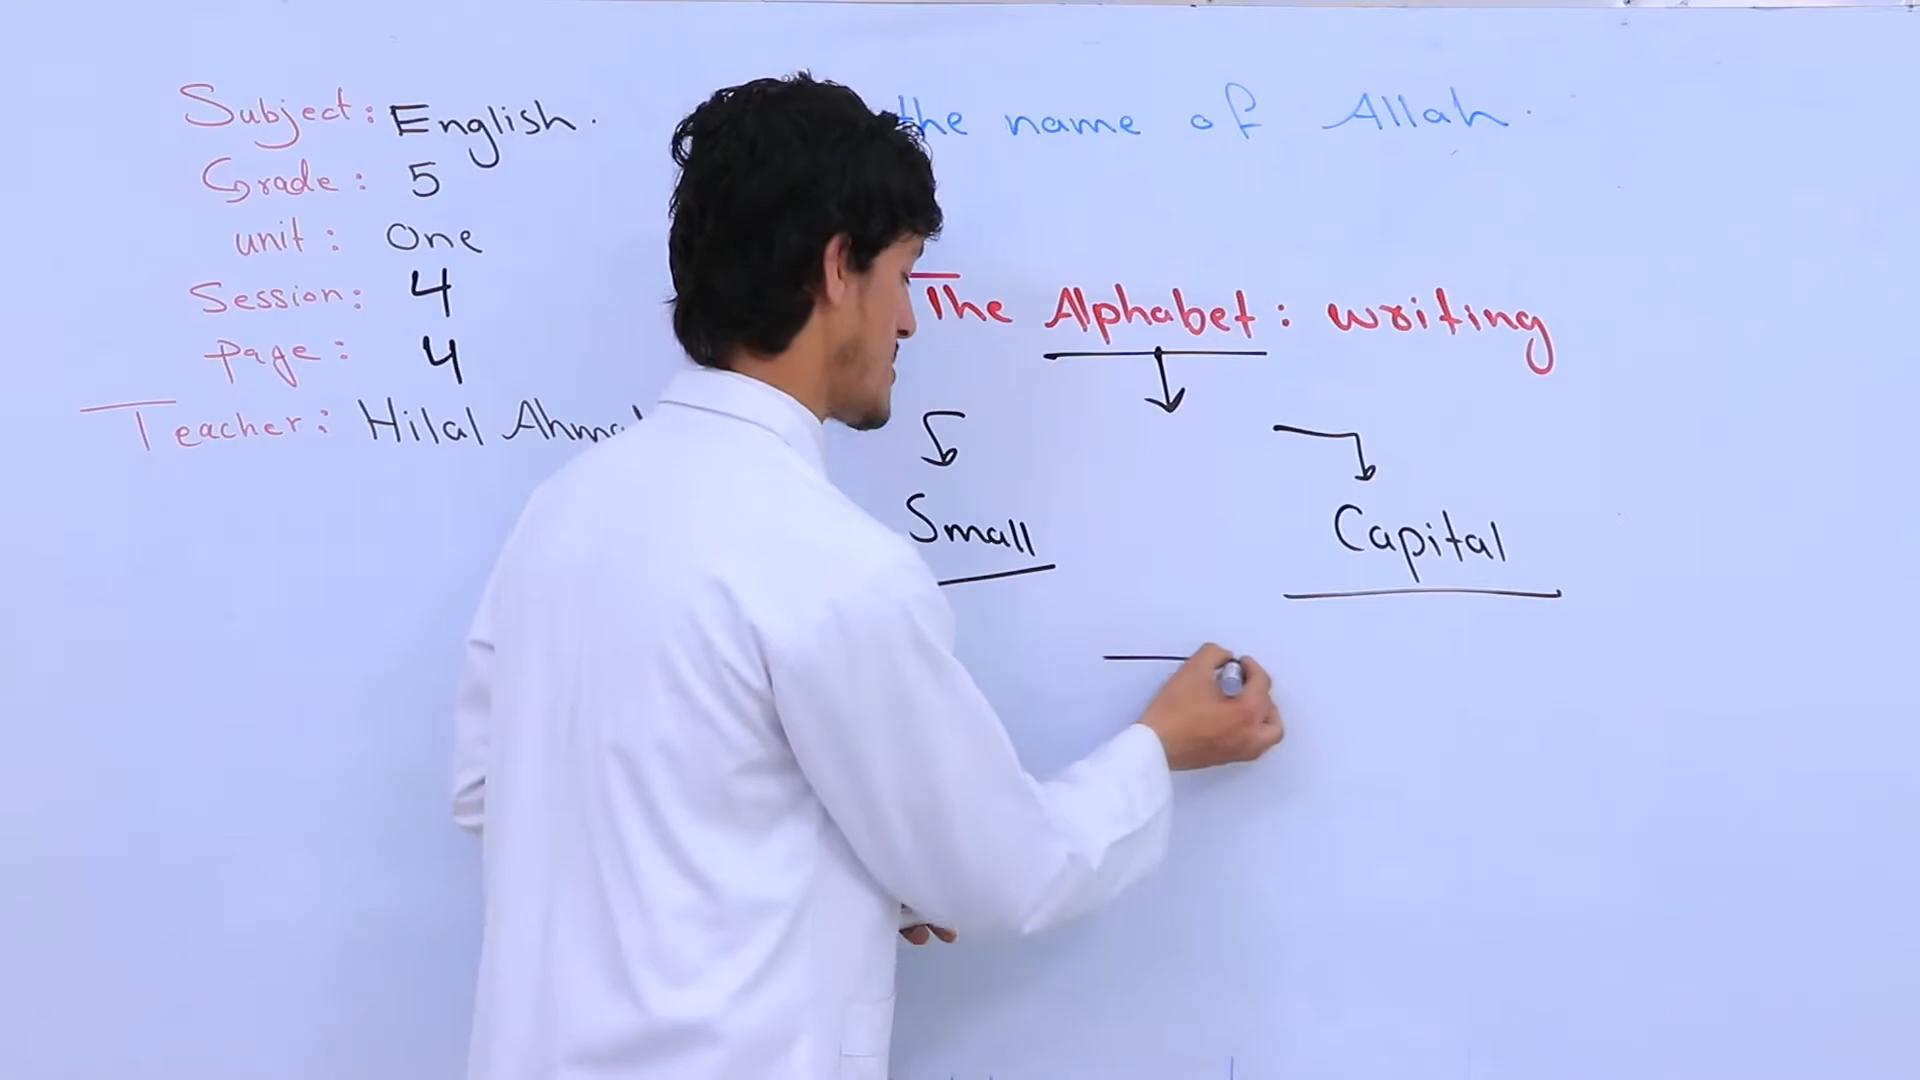 Subject: English.
Grade: 5
unit: One
Session: 4
page: 4
Teacher: Hilal
the name of Allah.
The Alphabet: writing
Small
Capital